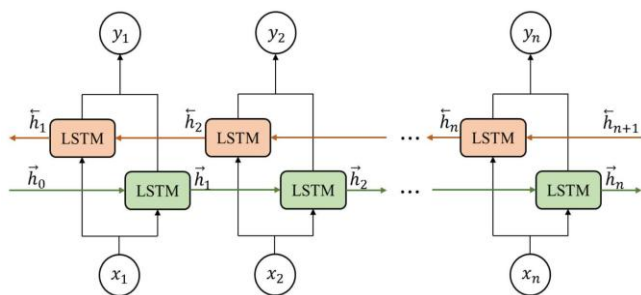 y₁ y₂ yₙ
h⃖₁ LSTM h⃖₂ LSTM ... h⃖ₙ LSTM h⃖ₙ₊₁
h⃗₀ LSTM h⃗₁ LSTM h⃗₂ ... LSTM h⃗ₙ
x₁ x₂ xₙ